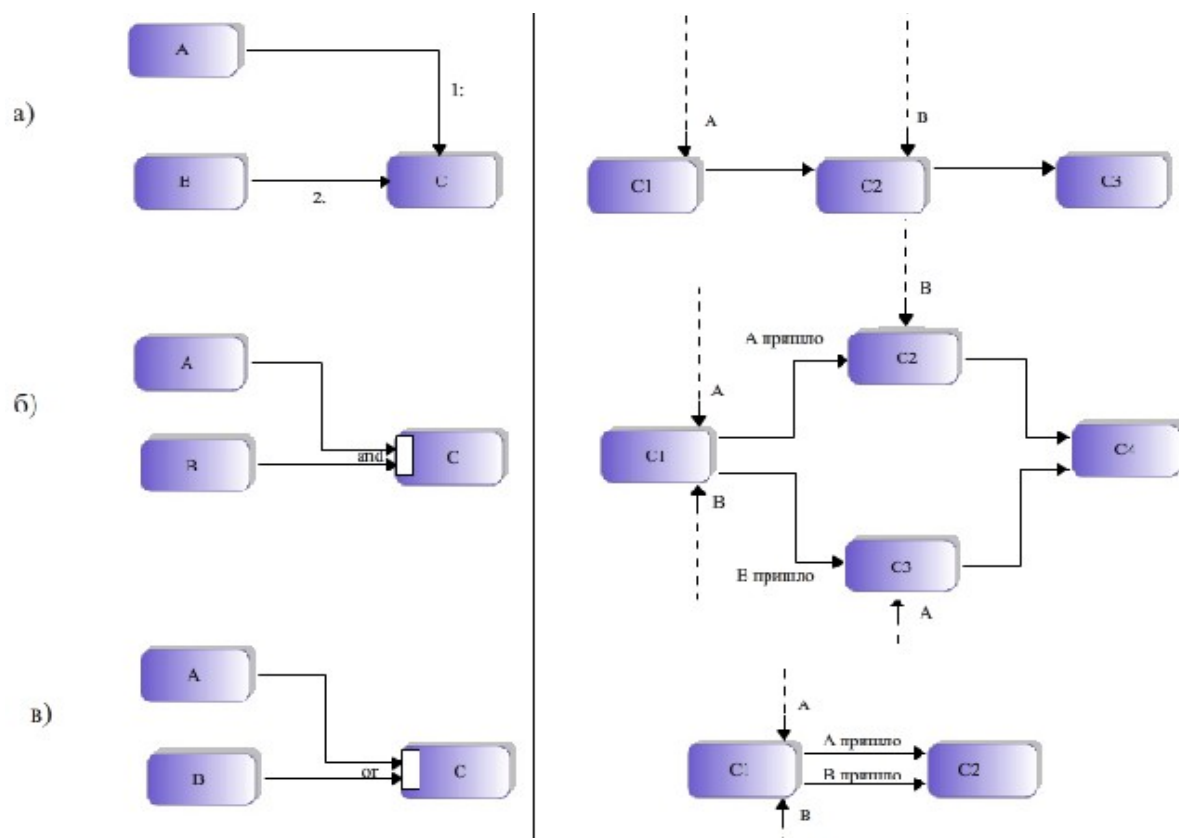 а)
A
1:
E
2.
C
A
B
C1
C2
C3
б)
A
B
and
C
A
B
A пришло
B
C1
C2
E пришло
C3
A
C4
в)
A
B
or
C
A
B
C1
A пришло
B пришло
C2